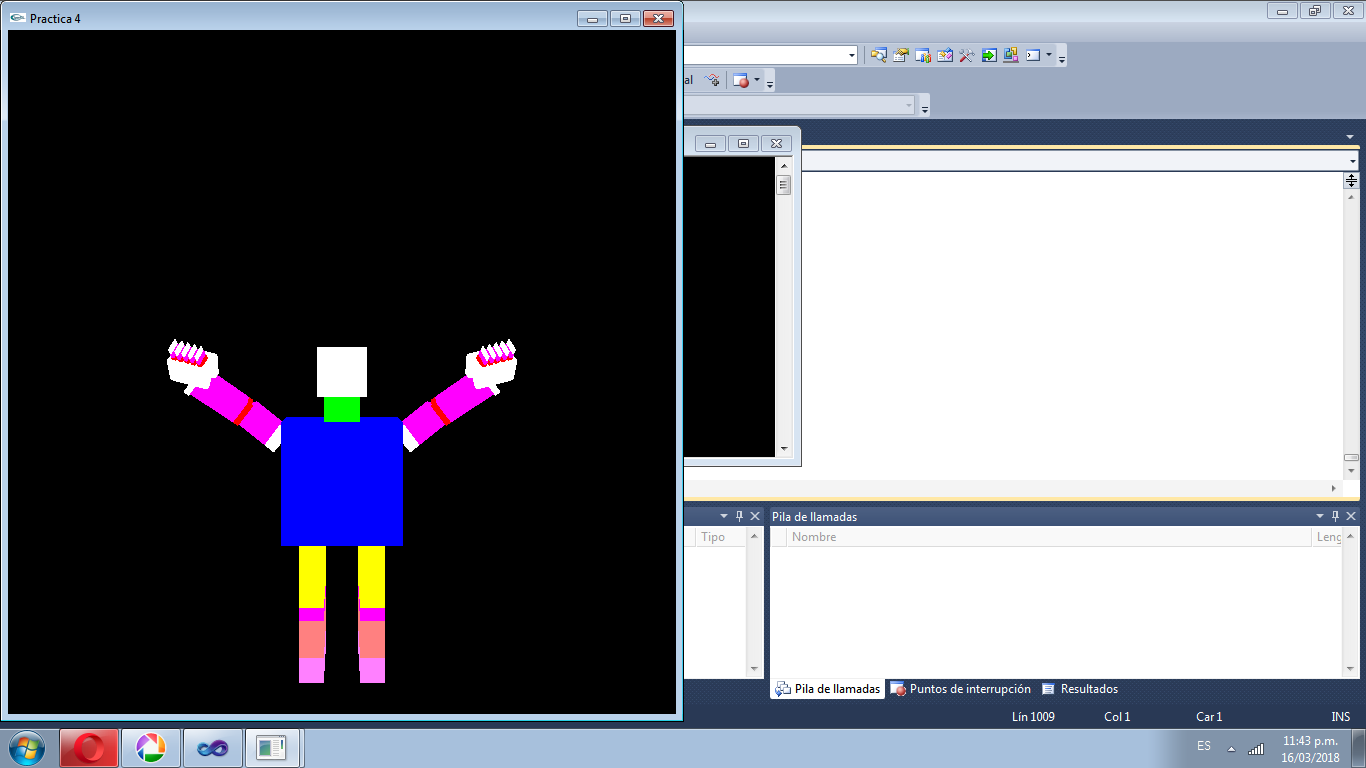 Practica 4
al
Pila de llamadas
Tipo
Nombre
Leng
Pila de llamadas
Puntos de interrupción
Resultados
Lín 1009
Col 1
Car 1
INS
ES
11:43 p.m.
16/03/2018